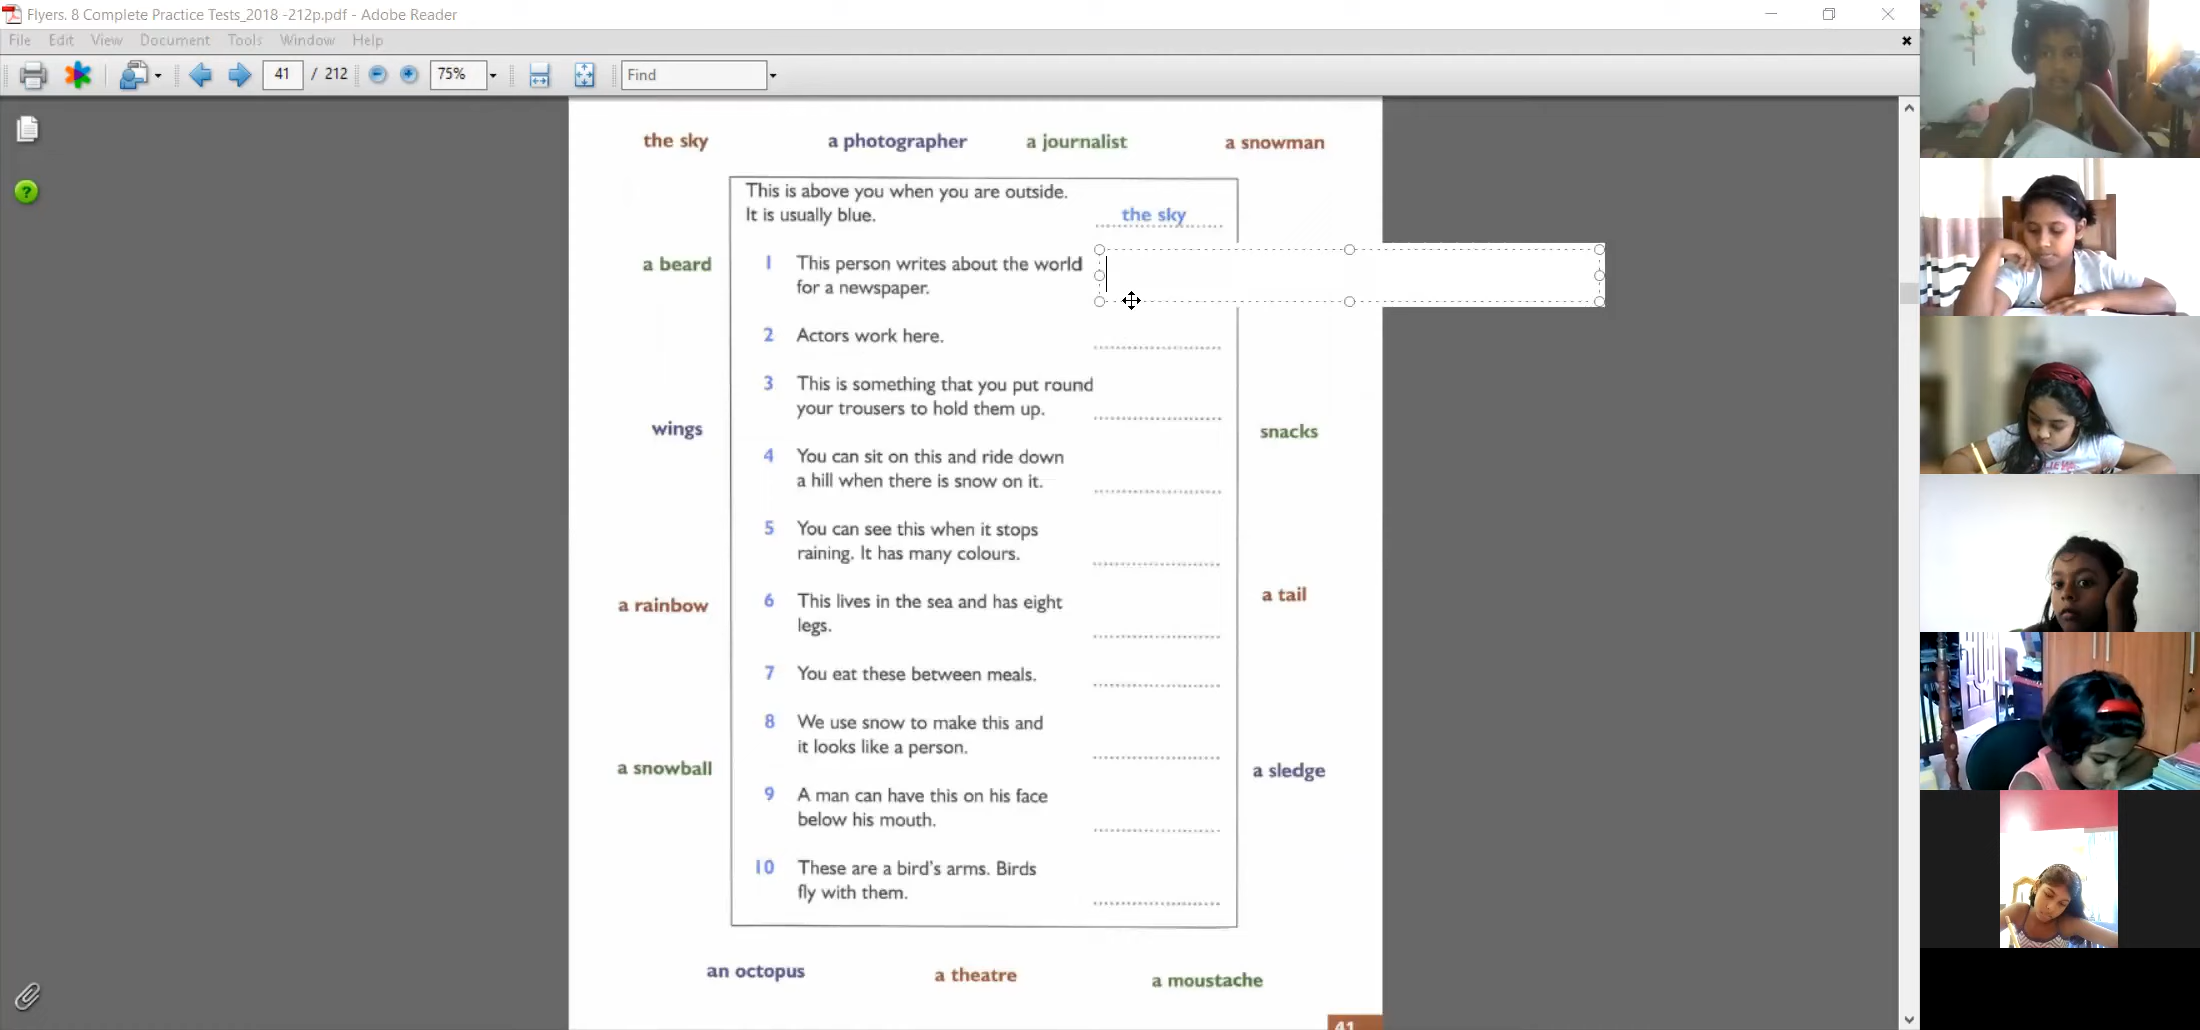 Flyers. 8 Complete Practice Tests_2018 -212p.pdf - Adobe Reader
File Edit View Document Tools Window Help
41 / 212 75% Find
the sky a photographer a journalist a snowman
This is above you when you are outside.
It is usually blue. the sky
a beard
1 This person writes about the world
for a newspaper.
2 Actors work here.
3 This is something that you put round
your trousers to hold them up.
wings
snacks
4 You can sit on this and ride down
a hill when there is snow on it.
5 You can see this when it stops
raining. It has many colours.
a rainbow
a tail
6 This lives in the sea and has eight
legs.
7 You eat these between meals.
8 We use snow to make this and
it looks like a person.
a snowball
a sledge
9 A man can have this on his face
below his mouth.
10 These are a bird's arms. Birds
fly with them.
an octopus a theatre a moustache
41